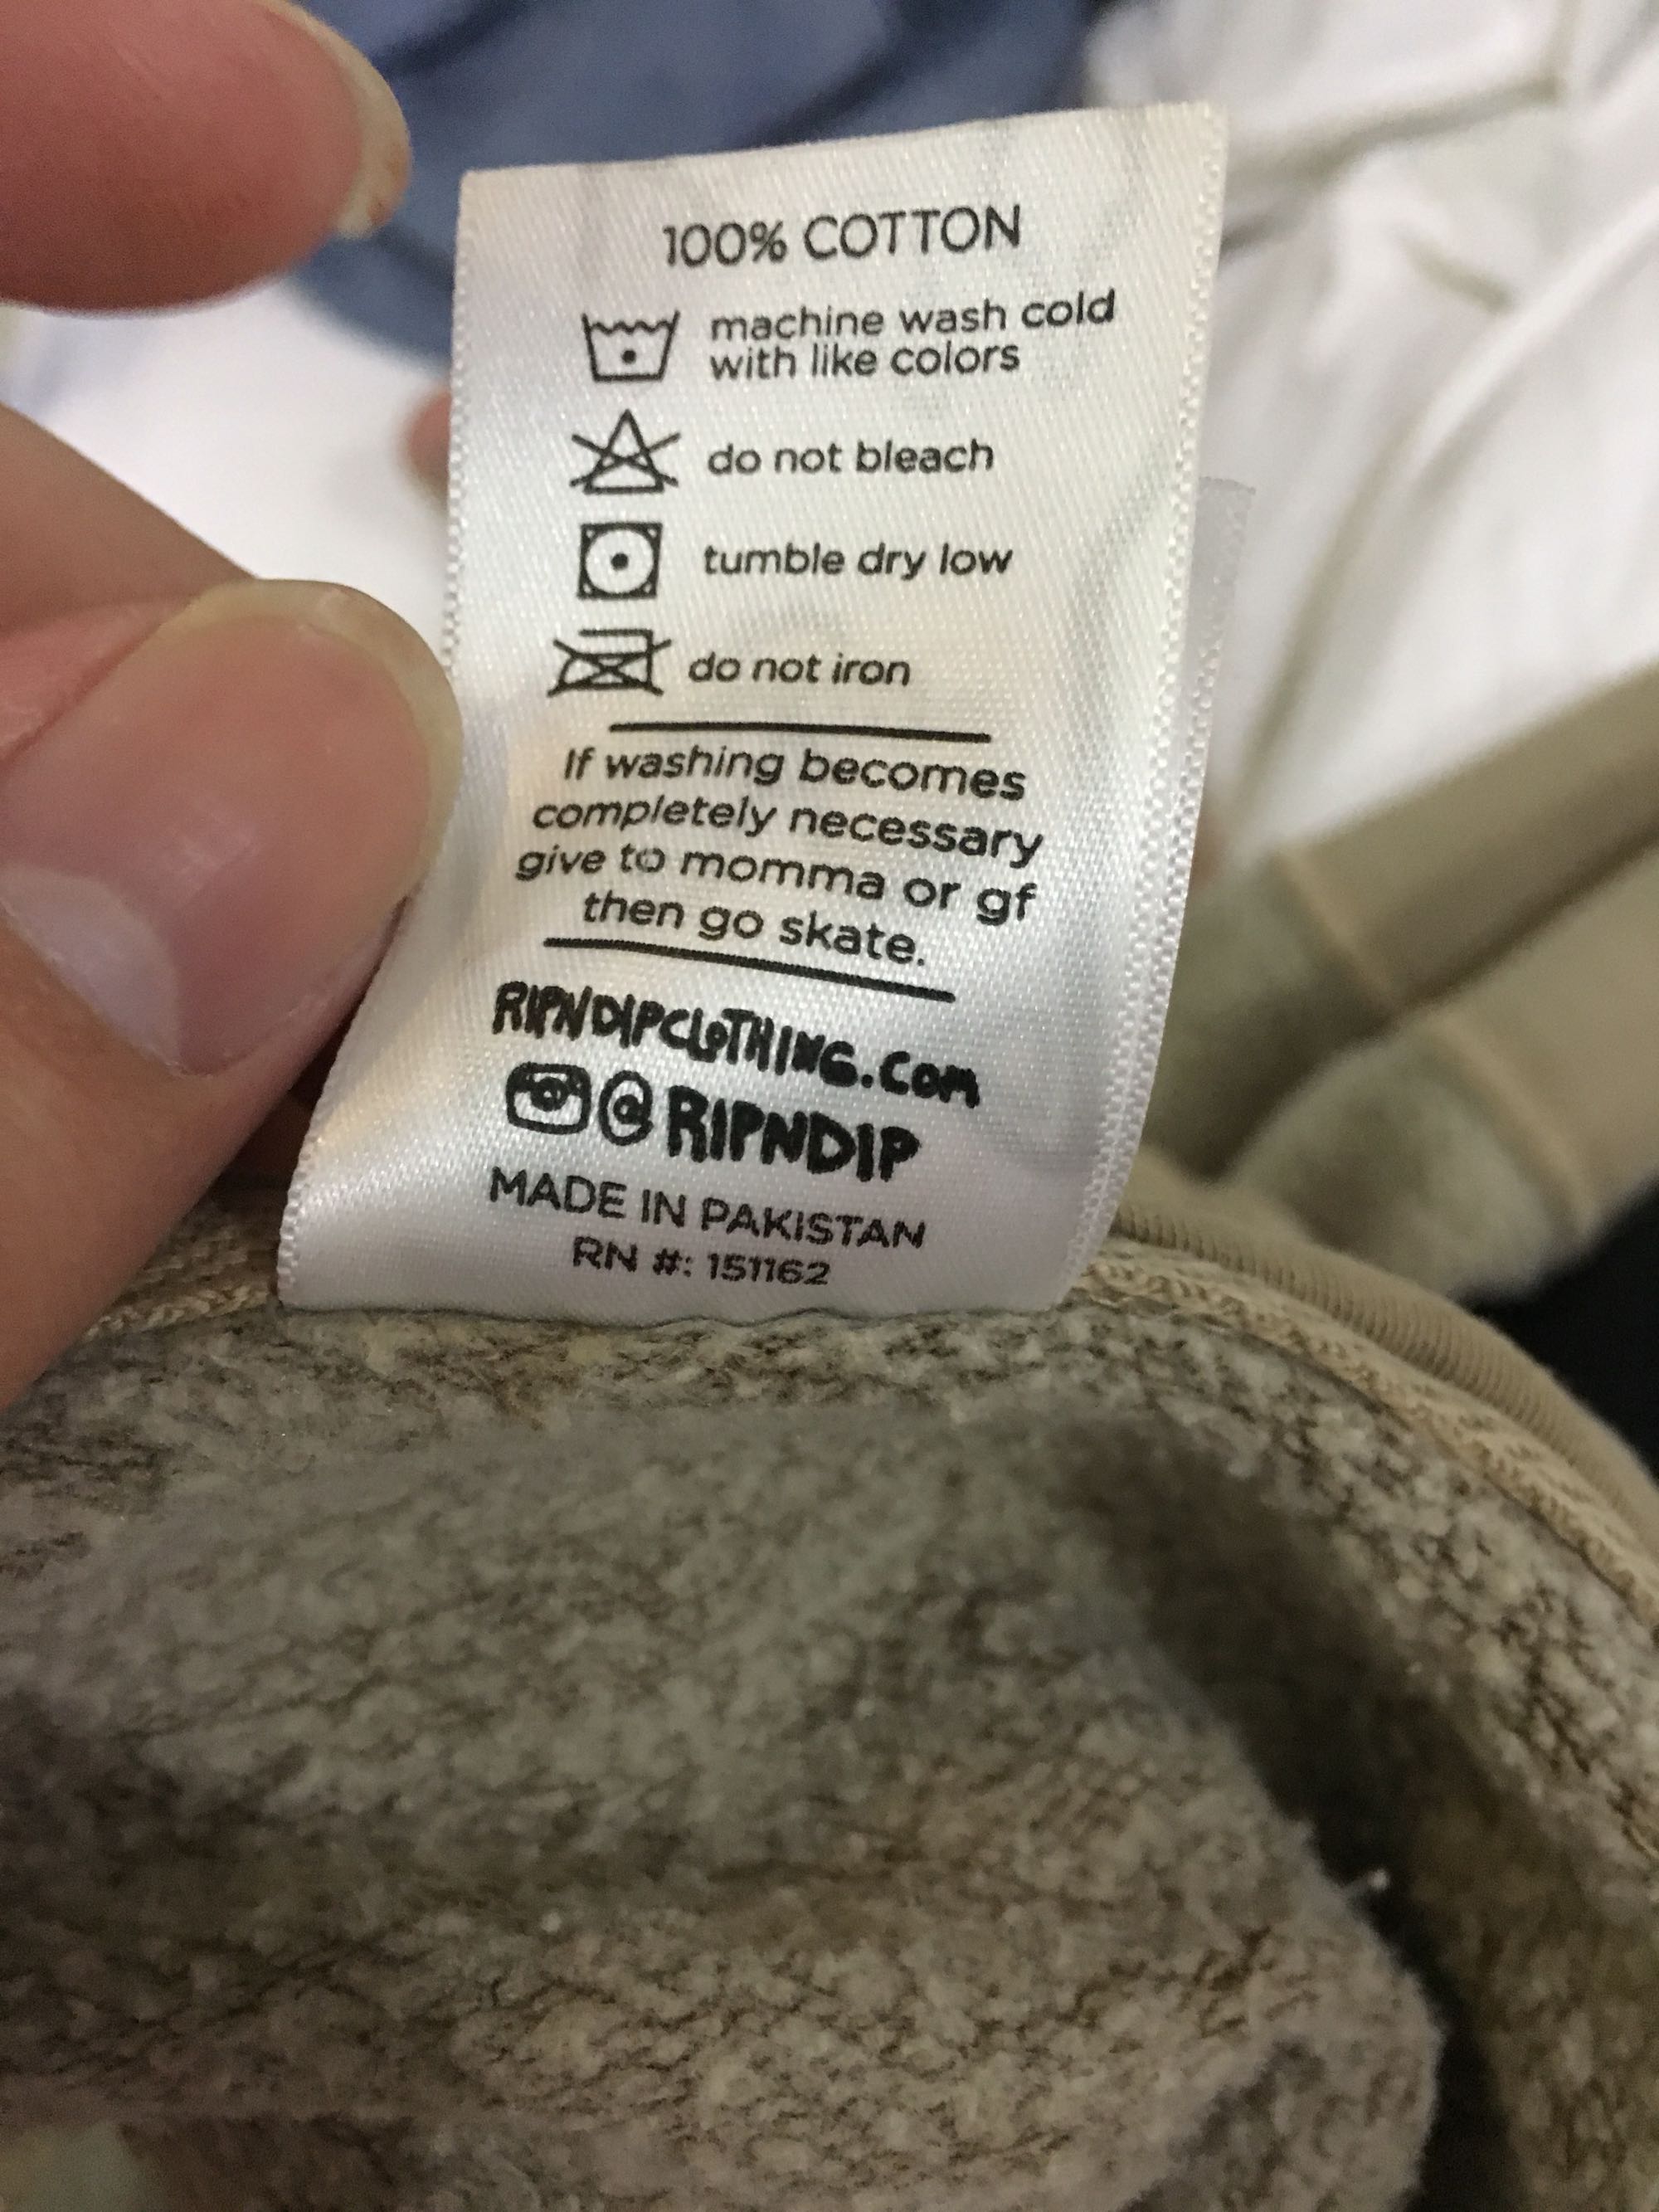 100% COTTON
machine wash cold
with like colors
do not bleach
tumble dry low
do not iron
If washing becomes
completely necessary
give to momma or gf
then go skate.
RIPNDIPCLOTHING.COM
@RIPNDIP
MADE IN PAKISTAN
RN #: 151162